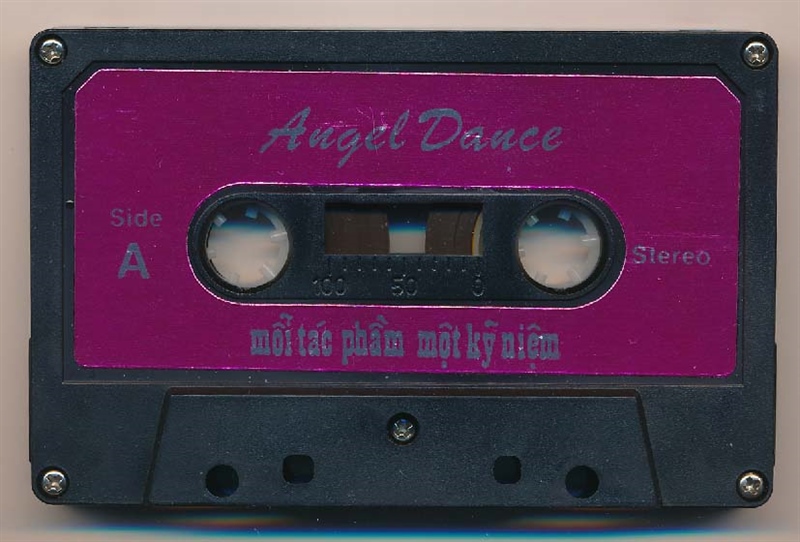 Angel Dance
Side
A
Stereo
100 50 0
mỗi tác phẩm một kỷ niệm